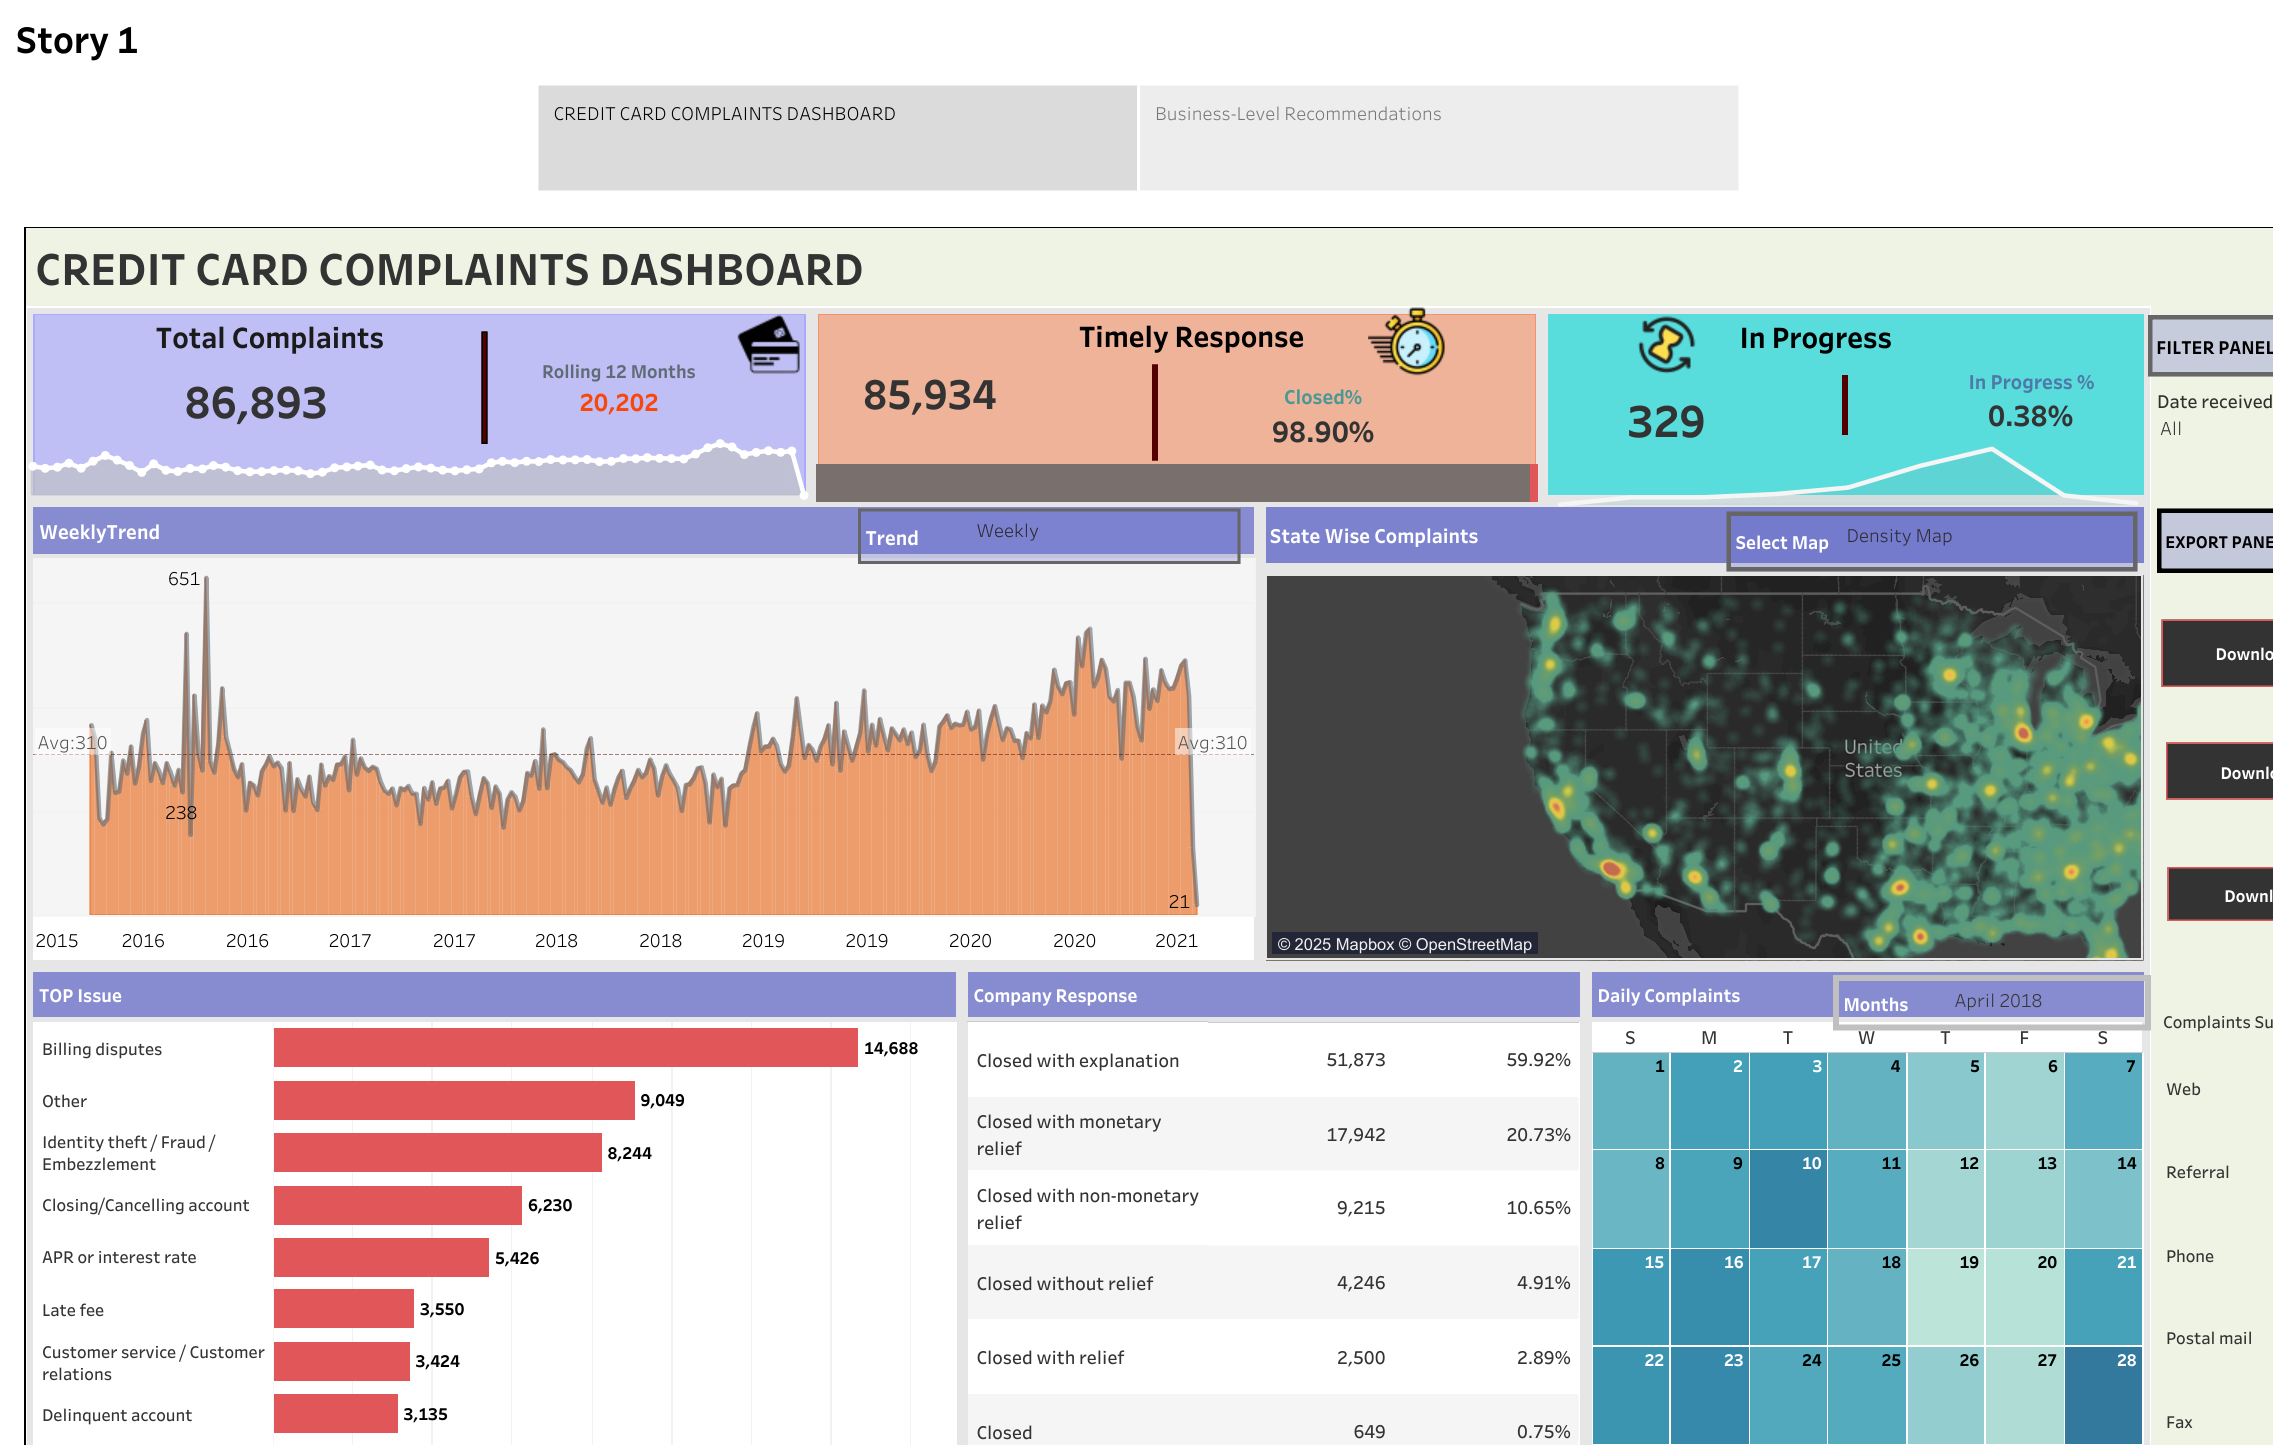 Story 1
CREDIT CARD COMPLAINTS DASHBOARD
Business-Level Recommendations
CREDIT CARD COMPLAINTS DASHBOARD
Total Complaints
86,893
Rolling 12 Months
20,202
Timely Response
85,934
Closed%
98.90%
In Progress
329
In Progress %
0.38%
FILTER PANEL
Date received
All
WeeklyTrend
Trend
Weekly
651
Avg:310
Avg:310
238
21
2015
2016
2016
2017
2017
2018
2018
2019
2019
2020
2020
2021
State Wise Complaints
Select Map
Density Map
United
States
© 2025 Mapbox © OpenStreetMap
EXPORT PANE
Downlo
Downlo
Downl
TOP Issue
Billing disputes
14,688
Other
9,049
Identity theft / Fraud /
Embezzlement
8,244
Closing/Cancelling account
6,230
APR or interest rate
5,426
Late fee
3,550
Customer service / Customer
relations
3,424
Delinquent account
3,135
Company Response
Closed with explanation 51,873 59.92%
Closed with monetary
relief
17,942 20.73%
Closed with non-monetary
relief
9,215 10.65%
Closed without relief 4,246 4.91%
Closed with relief 2,500 2.89%
Closed 649 0.75%
Daily Complaints
Months
April 2018
S M T W T F S
1 2 3 4 5 6 7
8 9 10 11 12 13 14
15 16 17 18 19 20 21
22 23 24 25 26 27 28
Complaints Su
Web
Referral
Phone
Postal mail
Fax